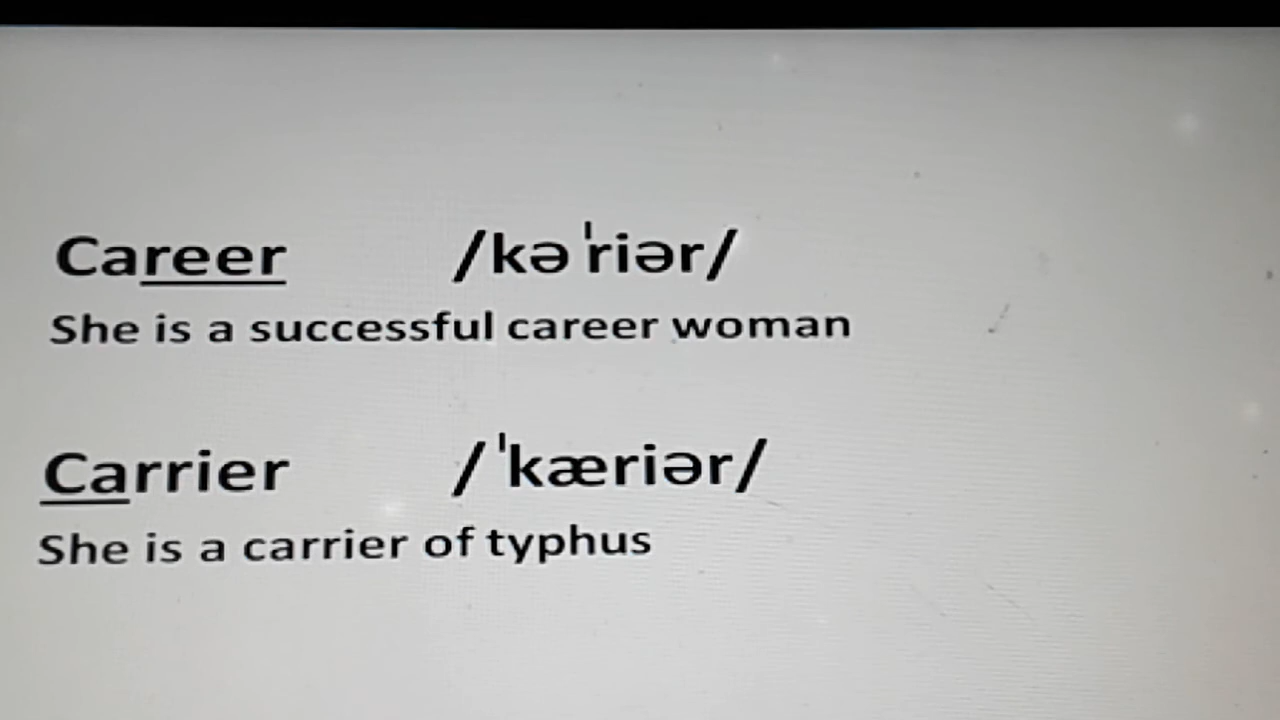 Career /kəˈriər/
She is a successful career woman
Carrier /ˈkæriər/
She is a carrier of typhus